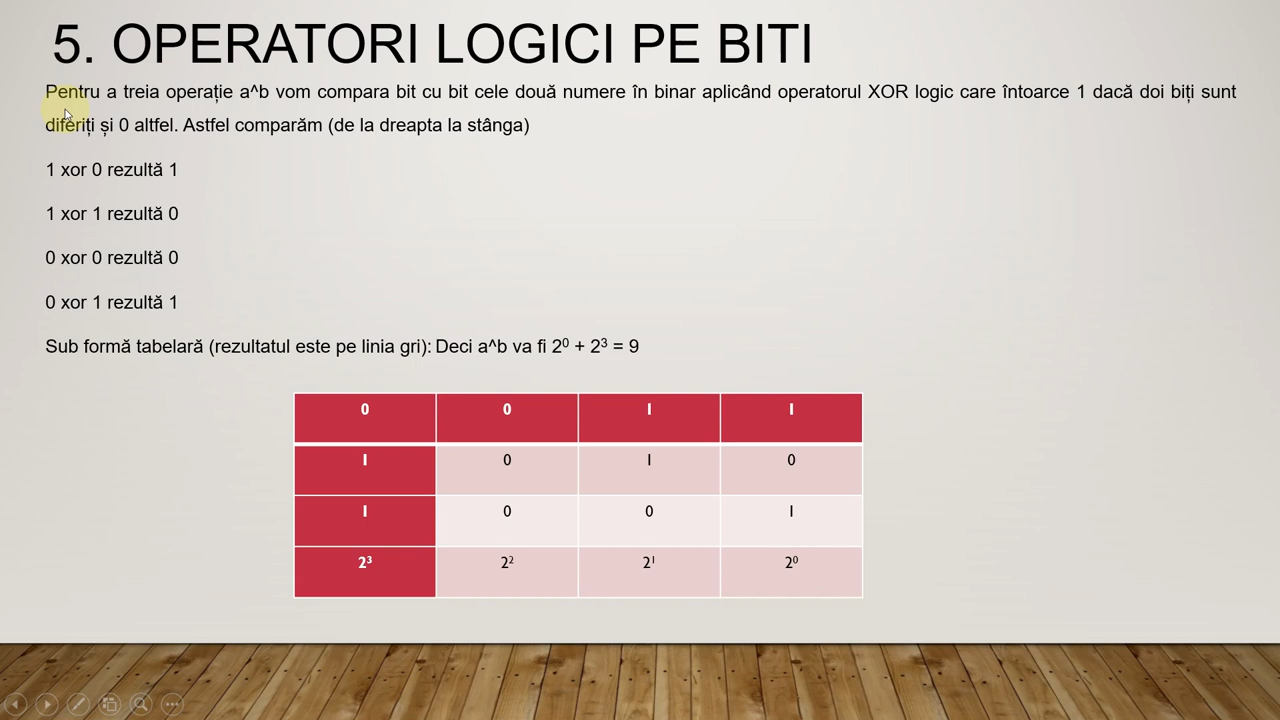 5. OPERATORI LOGICI PE BITI
Pentru a treia operație a^b vom compara bit cu bit cele două numere în binar aplicând operatorul XOR logic care întoarce 1 dacă doi biți sunt
diferiți și 0 altfel. Astfel comparăm (de la dreapta la stânga)
1 xor 0 rezultă 1
1 xor 1 rezultă 0
0 xor 0 rezultă 0
0 xor 1 rezultă 1
Sub formă tabelară (rezultatul este pe linia gri): Deci a^b va fi 2⁰ + 2³ = 9
0 0 1 1
1 0 1 0
1 0 0 1
2³ 2² 2¹ 2⁰